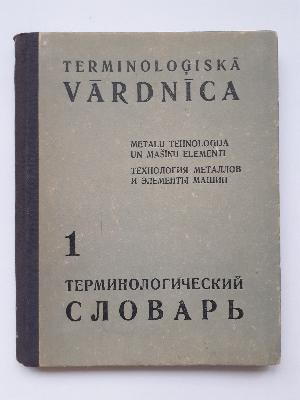 TERMINOLOĢISKĀ
VĀRDNĪCA
METALU TEHNOLOĢIJA
UN MAŠĪNU ELEMENTI
ТЕХНОЛОГИЯ МЕТАЛЛОВ
И ЭЛЕМЕНТЫ МАШИН
1
ТЕРМИНОЛОГИЧЕСКИЙ
СЛОВАРЬ